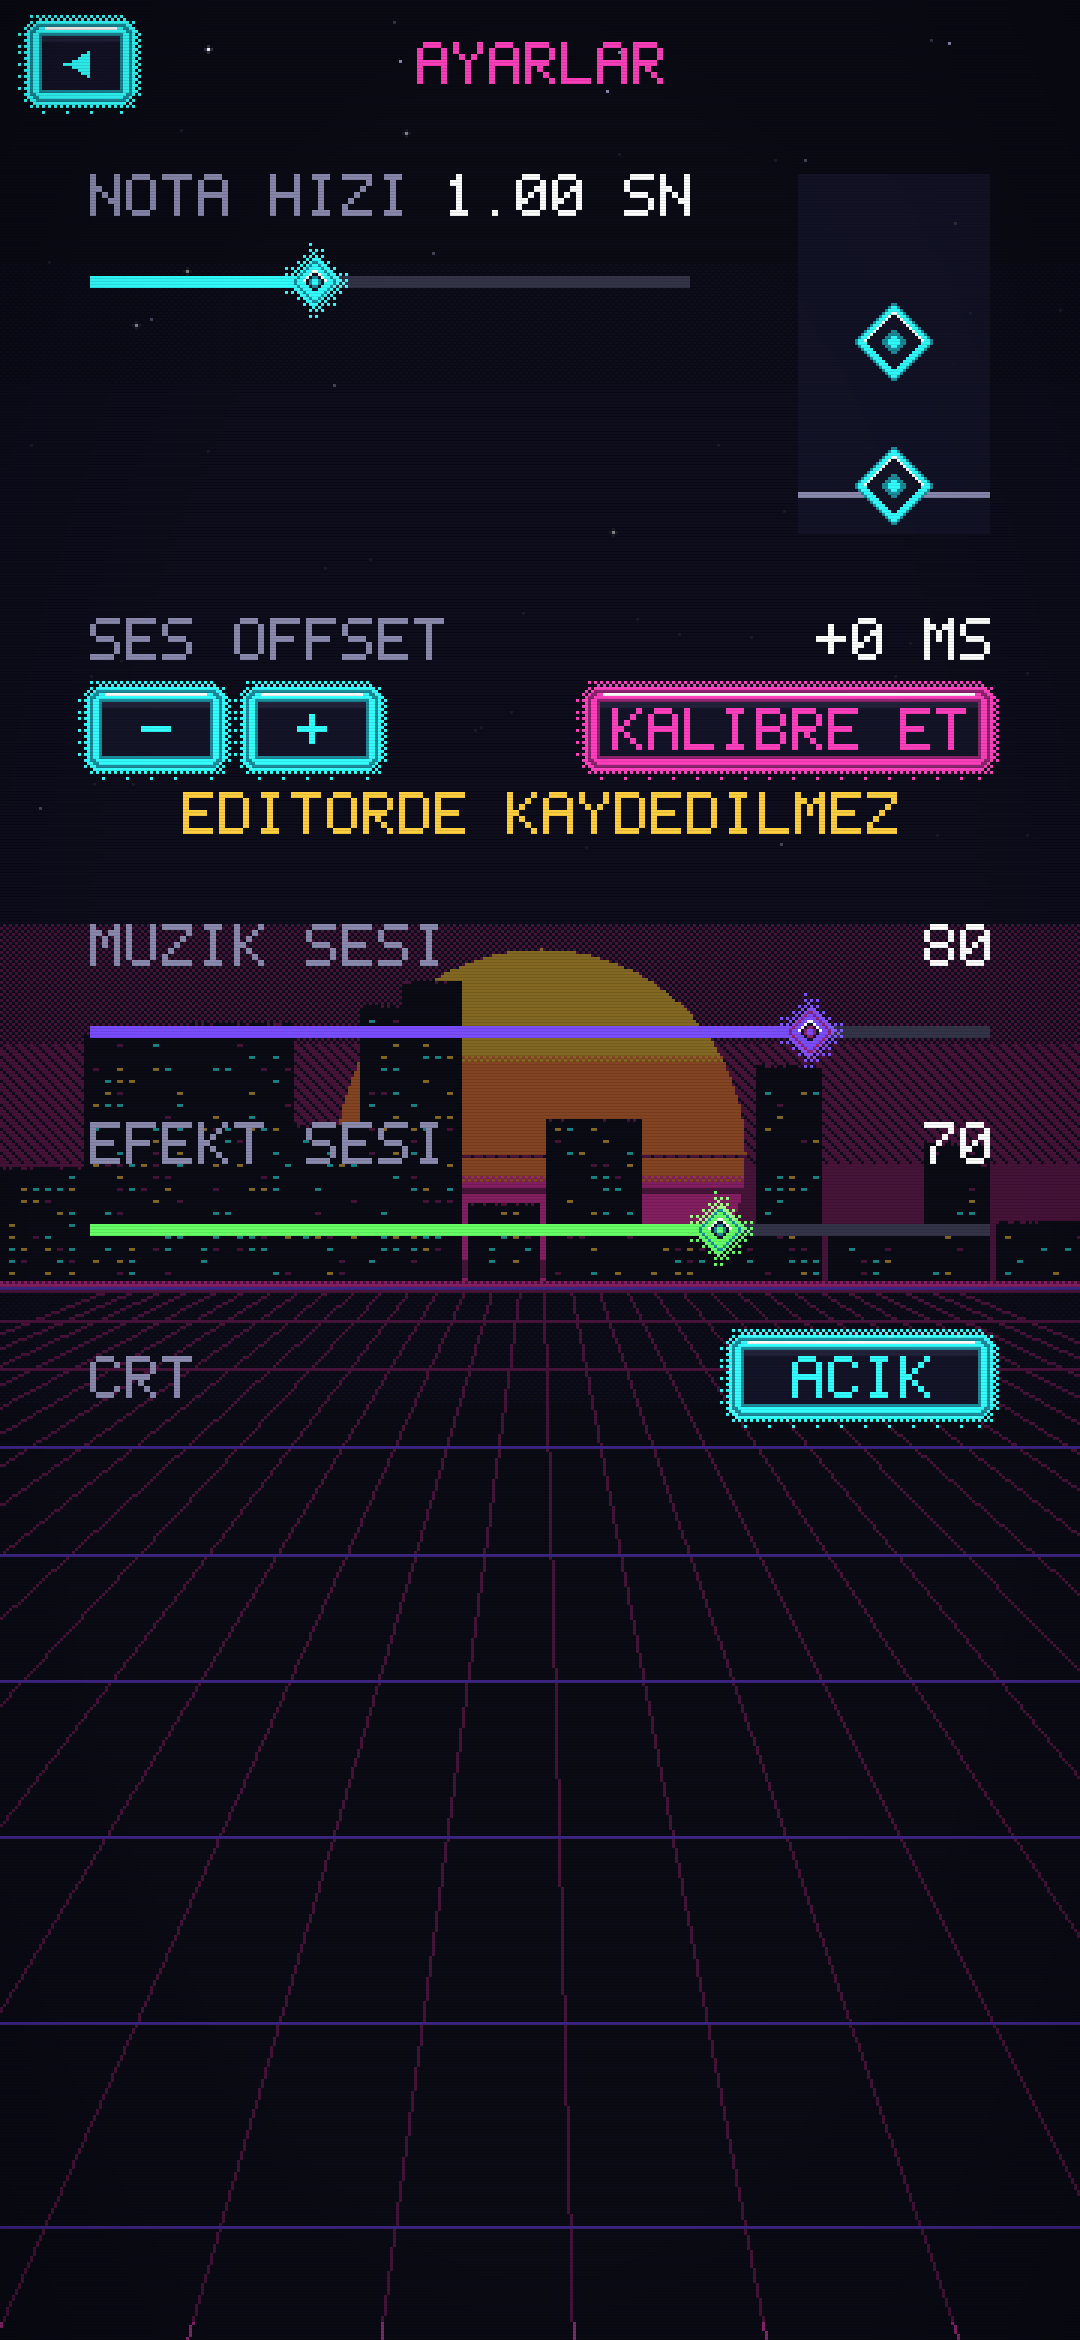 AYARLAR
NOTA HIZI 1.00 SN
SES OFFSET +0 MS
- + KALIBRE ET
EDITORDE KAYDEDILMEZ
MUZIK SESI 80
EFEKT SESI 70
CRT ACIK